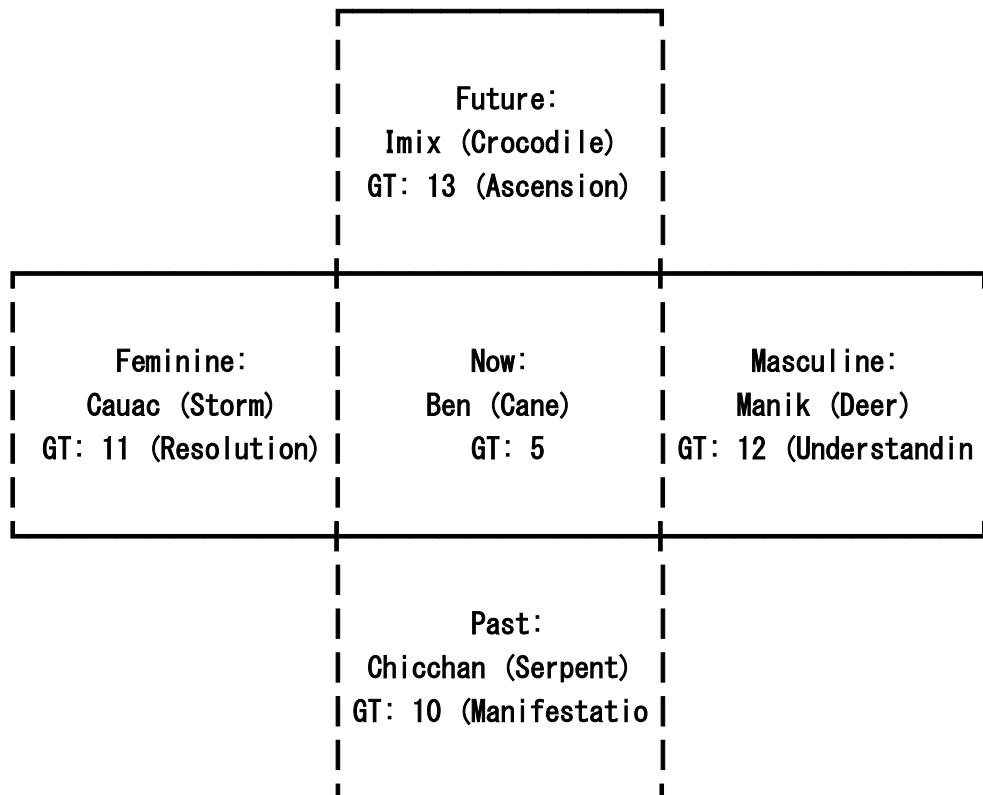 Future:
Imix (Crocodile)
GT: 13 (Ascension)
Feminine:
Cauac (Storm)
GT: 11 (Resolution)
Now:
Ben (Cane)
GT: 5
Masculine:
Manik (Deer)
GT: 12 (Understandin
Past:
Chicchan (Serpent)
GT: 10 (Manifestatio